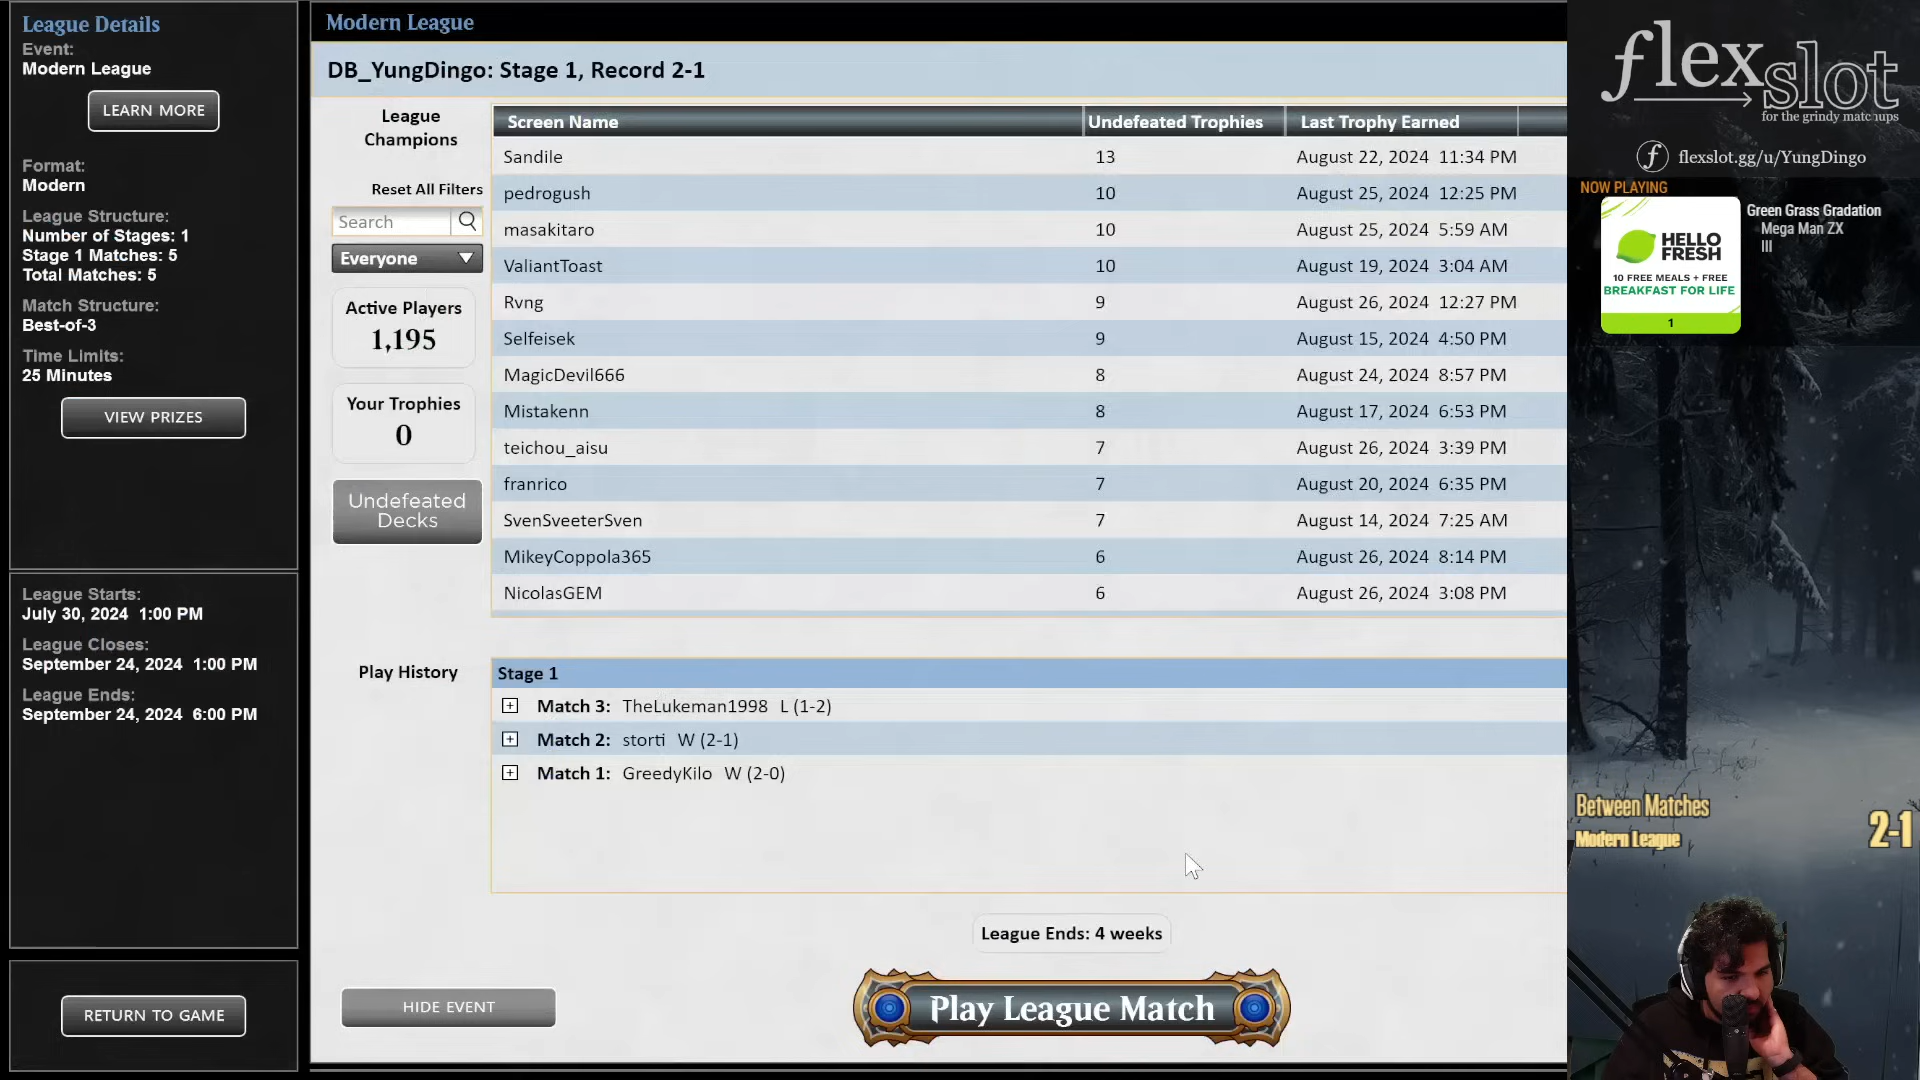 League Details
Event:
Modern League
LEARN MORE
Format:
Modern
League Structure:
Number of Stages: 1
Stage 1 Matches: 5
Total Matches: 5
Match Structure:
Best-of-3
Time Limits:
25 Minutes
VIEW PRIZES
League Starts:
July 30, 2024 1:00 PM
League Closes:
September 24, 2024 1:00 PM
League Ends:
September 24, 2024 6:00 PM
RETURN TO GAME
Modern League
DB_YungDingo: Stage 1, Record 2-1
League
Champions
Reset All Filters
Search
Everyone
Active Players
1,195
Your Trophies
0
Undefeated
Decks
Screen Name Undefeated Trophies Last Trophy Earned
Sandile 13 August 22, 2024 11:34 PM
pedrogush 10 August 25, 2024 12:25 PM
masakitaro 10 August 25, 2024 5:59 AM
ValiantToast 10 August 19, 2024 3:04 AM
Rvng 9 August 26, 2024 12:27 PM
Selfeisek 9 August 15, 2024 4:50 PM
MagicDevil666 8 August 24, 2024 8:57 PM
Mistakenn 8 August 17, 2024 6:53 PM
teichou_aisu 7 August 26, 2024 3:39 PM
franrico 7 August 20, 2024 6:35 PM
SvenSveeterSven 7 August 14, 2024 7:25 AM
MikeyCoppola365 6 August 26, 2024 8:14 PM
NicolasGEM 6 August 26, 2024 3:08 PM
Play History
Stage 1
Match 3: TheLukeman1998 L (1-2)
Match 2: storti W (2-1)
Match 1: GreedyKilo W (2-0)
League Ends: 4 weeks
HIDE EVENT
Play League Match
flex
slot
for the grindy matchups
flexslot.gg/u/YungDingo
NOW PLAYING
HELLO
FRESH
10 FREE MEALS + FREE
BREAKFAST FOR LIFE
1
Green Grass Gradation
Mega Man ZX
III
Between Matches
Modern League
2-1